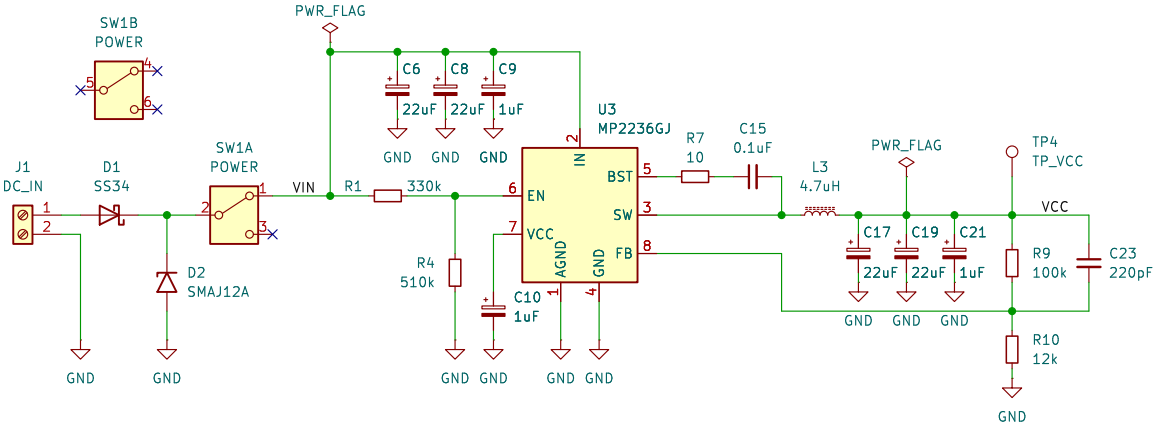 PWR_FLAG
SW1B
POWER
4
5
6
C6
22uF
GND
C8
22uF
GND
C9
1uF
GND
U3
MP2236GJ
2
IN
J1
DC_IN
1
2
D1
SS34
SW1A
POWER
1
2
3
VIN
R1
330k
6
EN
7
VCC
AGND
1
GND
4
BST
5
SW
3
FB
8
R7
10
C15
0.1uF
L3
4.7uH
PWR_FLAG
TP4
TP_VCC
VCC
C17
22uF
GND
C19
22uF
GND
C21
1uF
GND
R9
100k
C23
220pF
R10
12k
GND
D2
SMAJ12A
R4
510k
C10
1uF
GND
GND
GND
GND
GND
GND